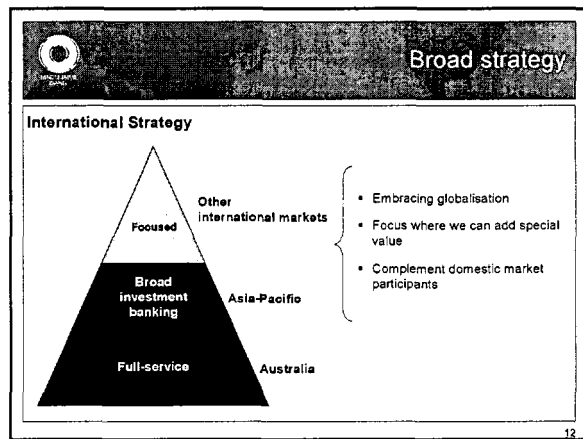 Broad strategy
International Strategy
Focused
Other
international markets
Broad
investment
banking
Asia-Pacific
Full-service
Australia
▪ Embracing globalisation
▪ Focus where we can add special
value
▪ Complement domestic market
participants
12